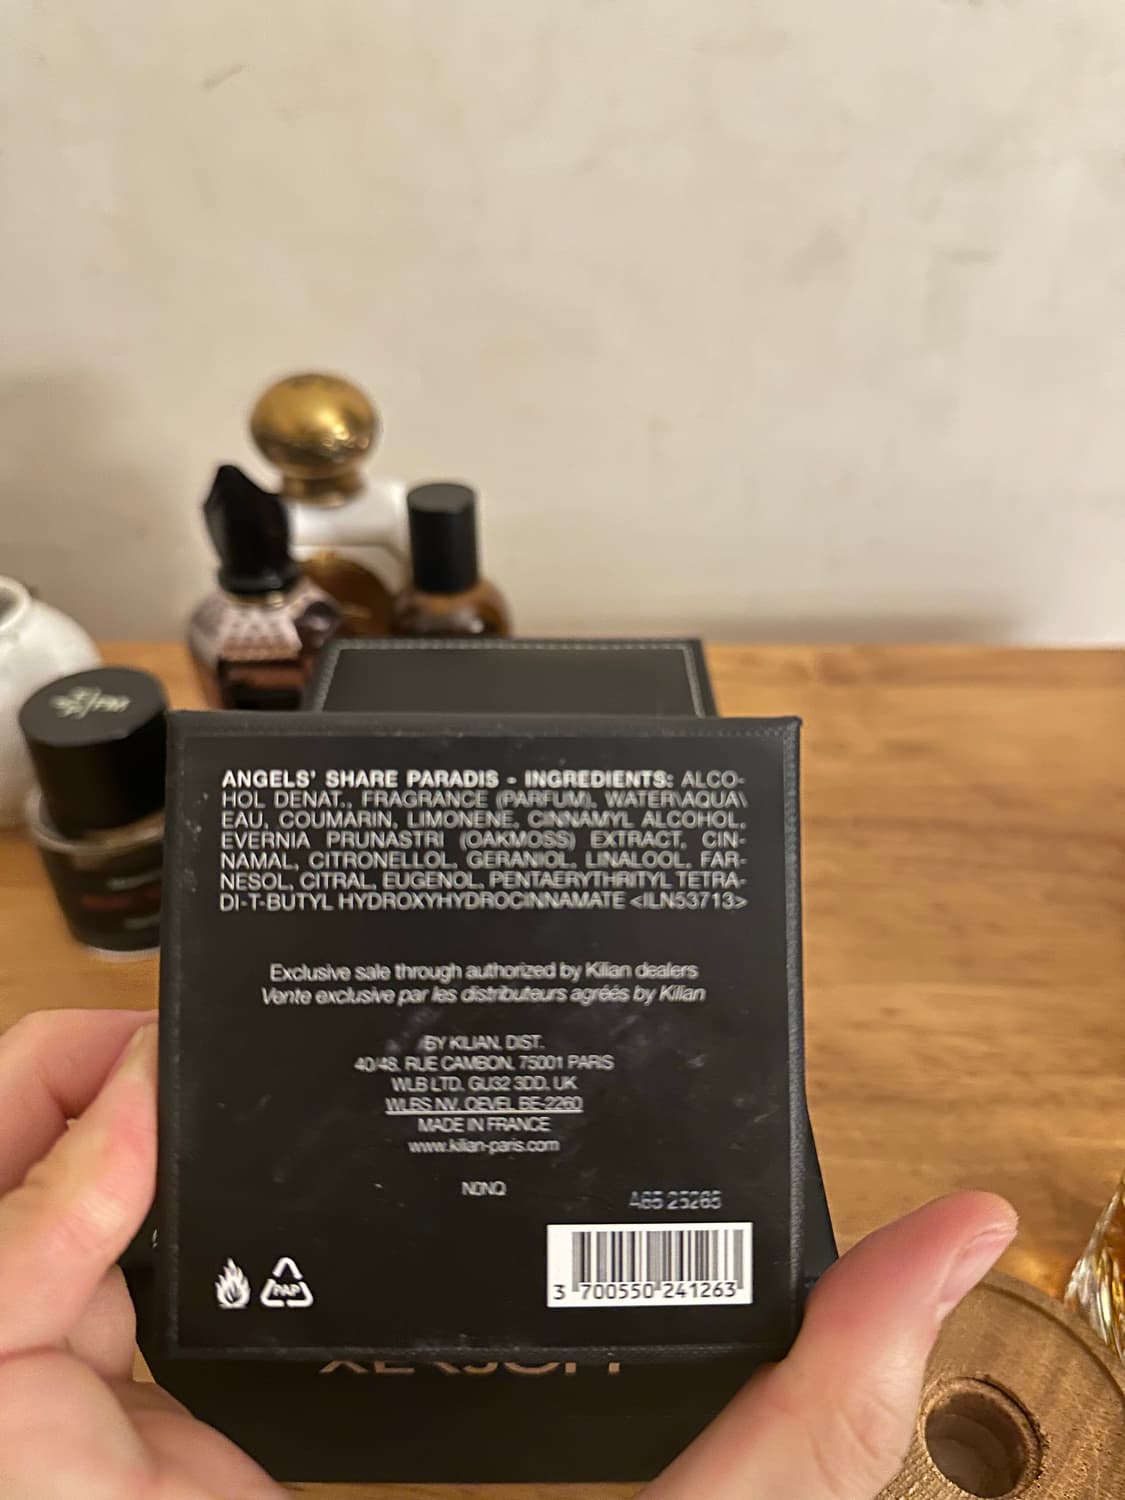 ANGELS' SHARE PARADIS - INGREDIENTS: ALCO-
HOL DENAT., FRAGRANCE (PARFUM), WATER\AQUA\
EAU, COUMARIN, LIMONENE, CINNAMYL ALCOHOL,
EVERNIA PRUNASTRI (OAKMOSS) EXTRACT, CIN-
NAMAL, CITRONELLOL, GERANIOL, LINALOOL, FAR-
NESOL, CITRAL, EUGENOL, PENTAERYTHRITYL TETRA-
DI-T-BUTYL HYDROXYHYDROCINNAMATE <ILN53713>
Exclusive sale through authorized by Kilian dealers
Vente exclusive par les distributeurs agréés by Kilian
BY KILIAN, DIST.
40/48, RUE CAMBON, 75001 PARIS
WLB LTD. GU32 3DD, UK
WLBS NV, OEVEL BE-2260
MADE IN FRANCE
www.kilian-paris.com
A65 25265
PAP
3 700550 241263
XERJOFF